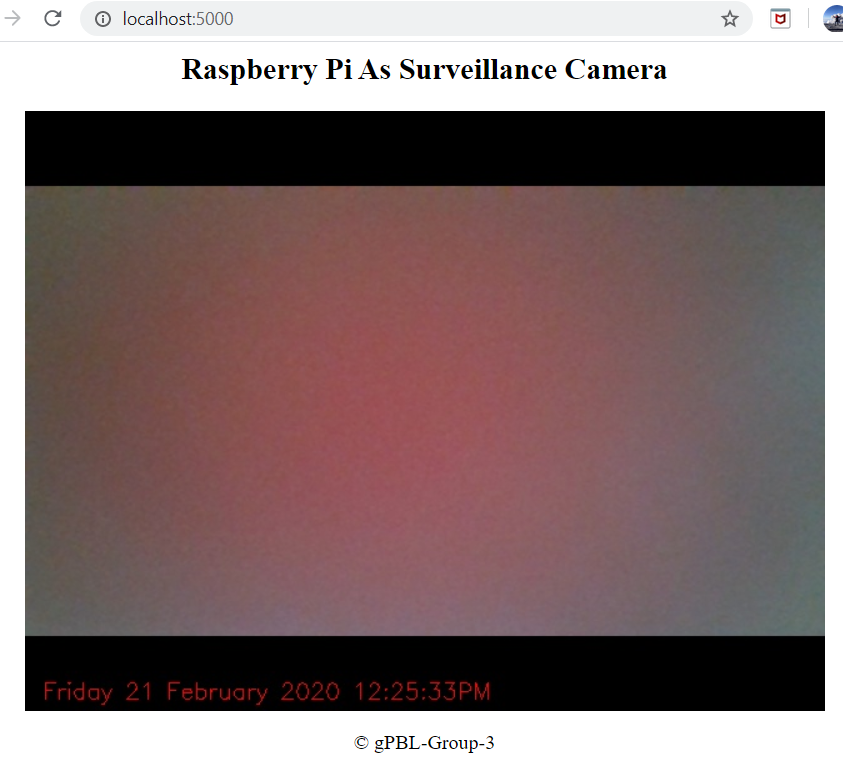 localhost:5000
Raspberry Pi As Surveillance Camera
Friday 21 February 2020 12:25:33PM
© gPBL-Group-3